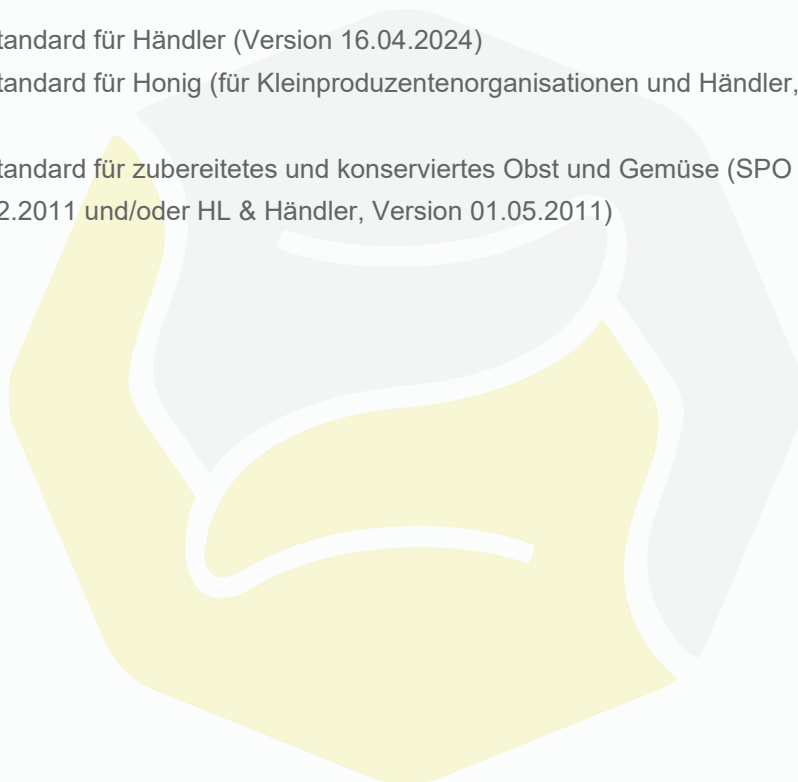 tandard für Händler (Version 16.04.2024)
tandard für Honig (für Kleinproduzentenorganisationen und Händler,
tandard für zubereitetes und konserviertes Obst und Gemüse (SPO
2.2011 und/oder HL & Händler, Version 01.05.2011)